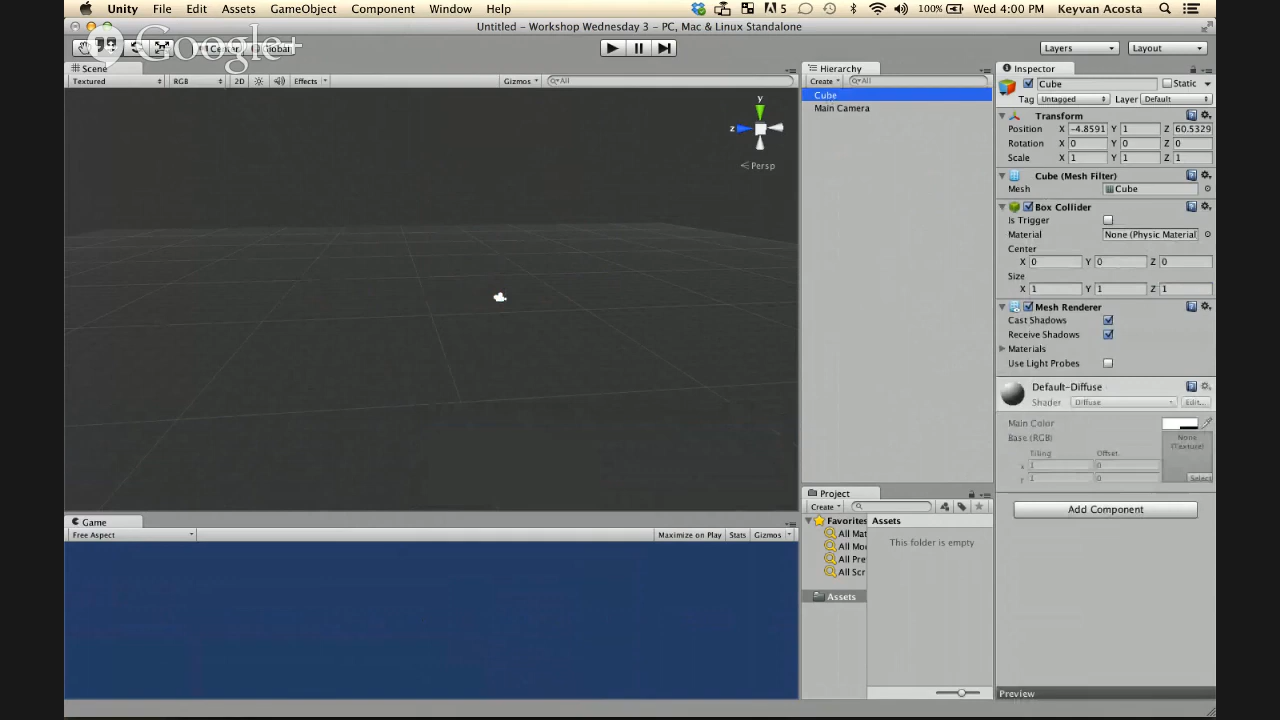 Unity File Edit Assets GameObject Component Window Help 5 100% Wed 4:00 PM Keyvan Acosta
Untitled - Workshop Wednesday 3 - PC, Mac & Linux Standalone
Google+
Center Global Layers Layout
Scene
Textured RGB 2D Effects Gizmos All
Hierarchy
Create All
Cube
Main Camera
y
z
Persp
Inspector
Cube Static
Tag Untagged Layer Default
Transform
Position X -4.8591 Y 1 Z 60.5329
Rotation X 0 Y 0 Z 0
Scale X 1 Y 1 Z 1
Cube (Mesh Filter)
Mesh Cube
Box Collider
Is Trigger
Material None (Physic Material
Center
X 0 Y 0 Z 0
Size
X 1 Y 1 Z 1
Mesh Renderer
Cast Shadows
Receive Shadows
Materials
Use Light Probes
Default-Diffuse
Shader Diffuse Edit...
Main Color
Base (RGB)
None
(Texture)
Tiling Offset
x 1 0
y 1 0
Select
Add Component
Preview
Project
Create
Favorites
All Mat
All Mo
All Pre
All Scr
Assets
Assets
This folder is empty
Game
Free Aspect Maximize on Play Stats Gizmos